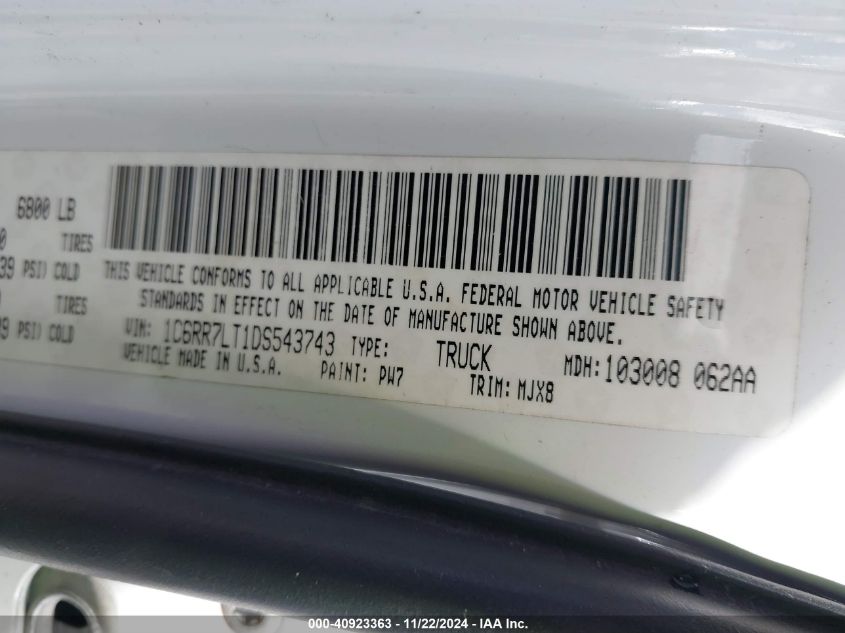 6800 LB
TIRES
39 PSI) COLD
TIRES
PSI) COLD
THIS VEHICLE CONFORMS TO ALL APPLICABLE U.S.A. FEDERAL MOTOR VEHICLE SAFETY
STANDARDS IN EFFECT ON THE DATE OF MANUFACTURE SHOWN ABOVE.
VIN: 1C6RR7LT1DS543743 TYPE: TRUCK MDH: 103008 062AA
VEHICLE MADE IN U.S.A. PAINT: PW7 TRIM: MJX8
000-40923363 - 11/22/2024 - IAA Inc.